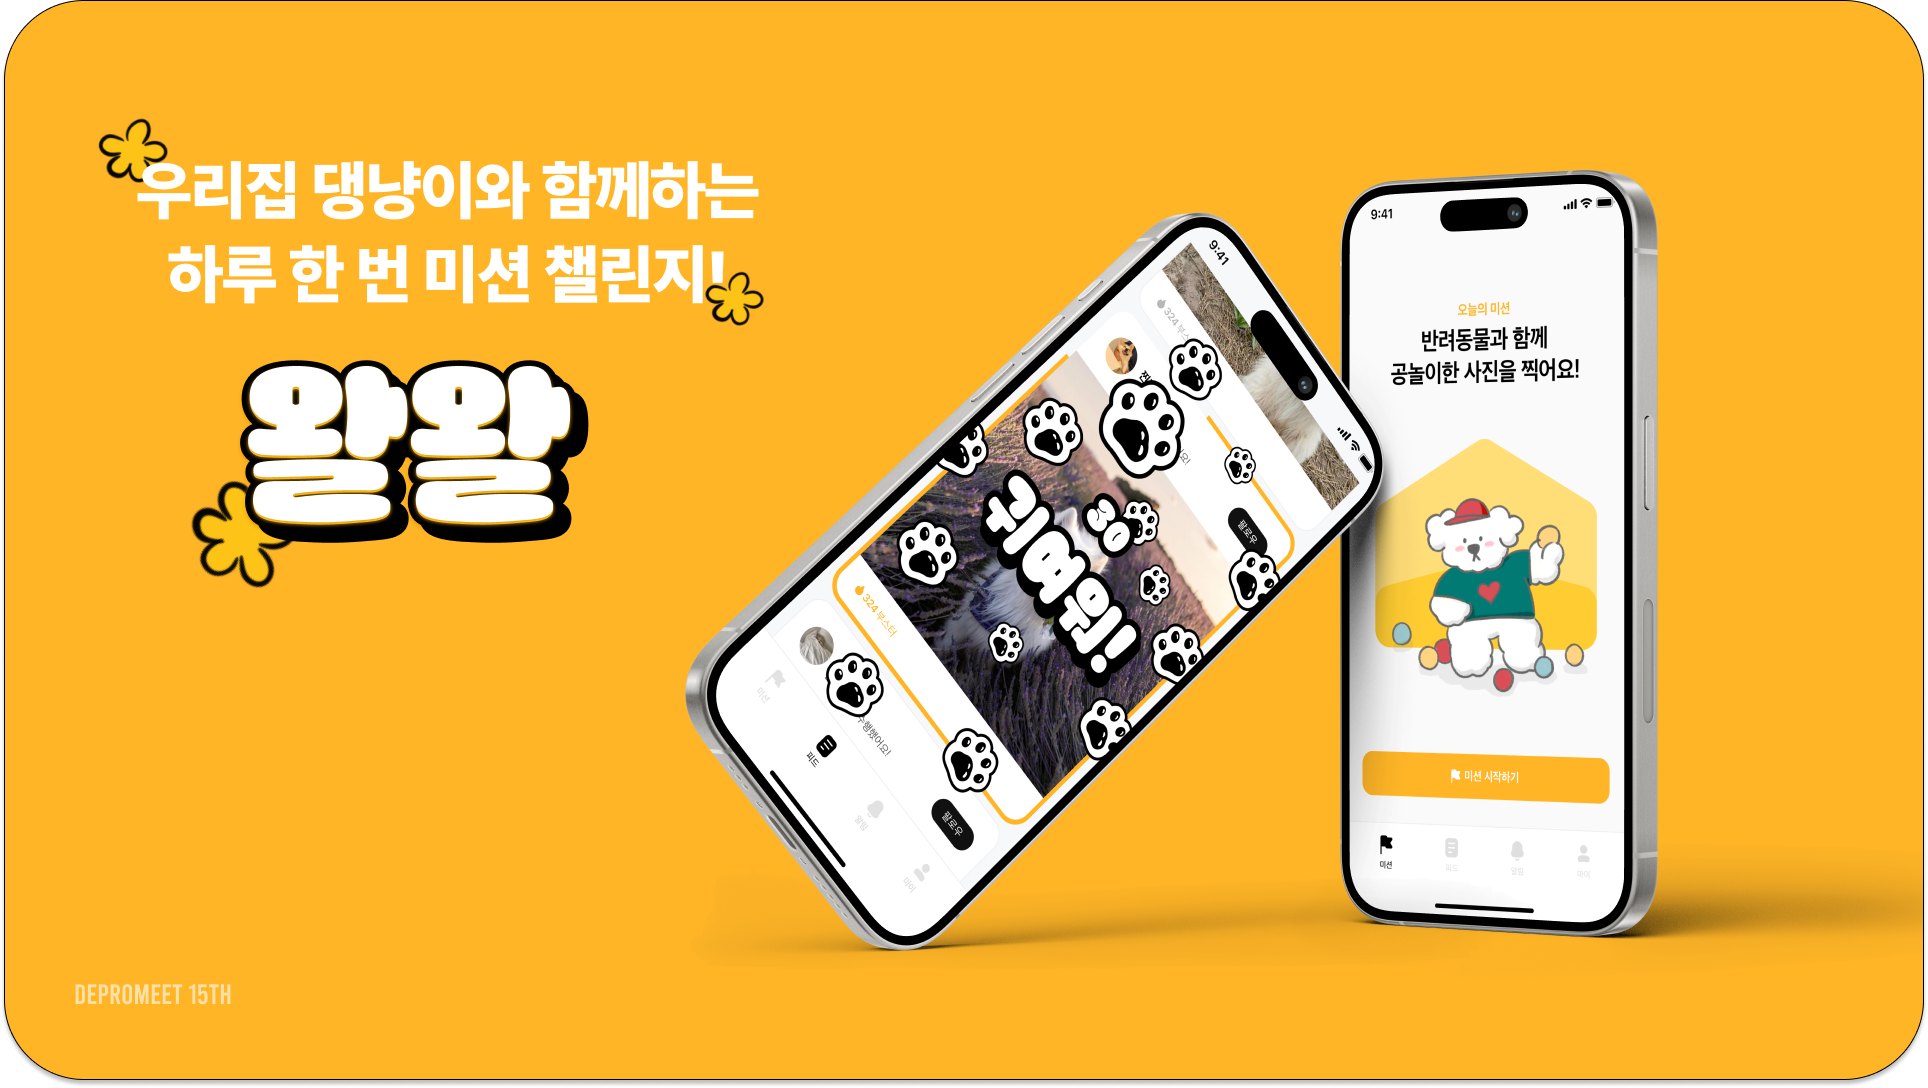 우리집 댕냥이와 함께하는
하루 한 번 미션 챌린지!
왈왈
DEPROMEET 15TH
9:41
324 부스터
요!
팔로우
귀여워!
30
324 부스터
수행했어요!
팔로우
미션
피드
알림
마이
9:41
오늘의 미션
반려동물과 함께
공놀이한 사진을 찍어요!
미션 시작하기
미션
피드
알림
마이